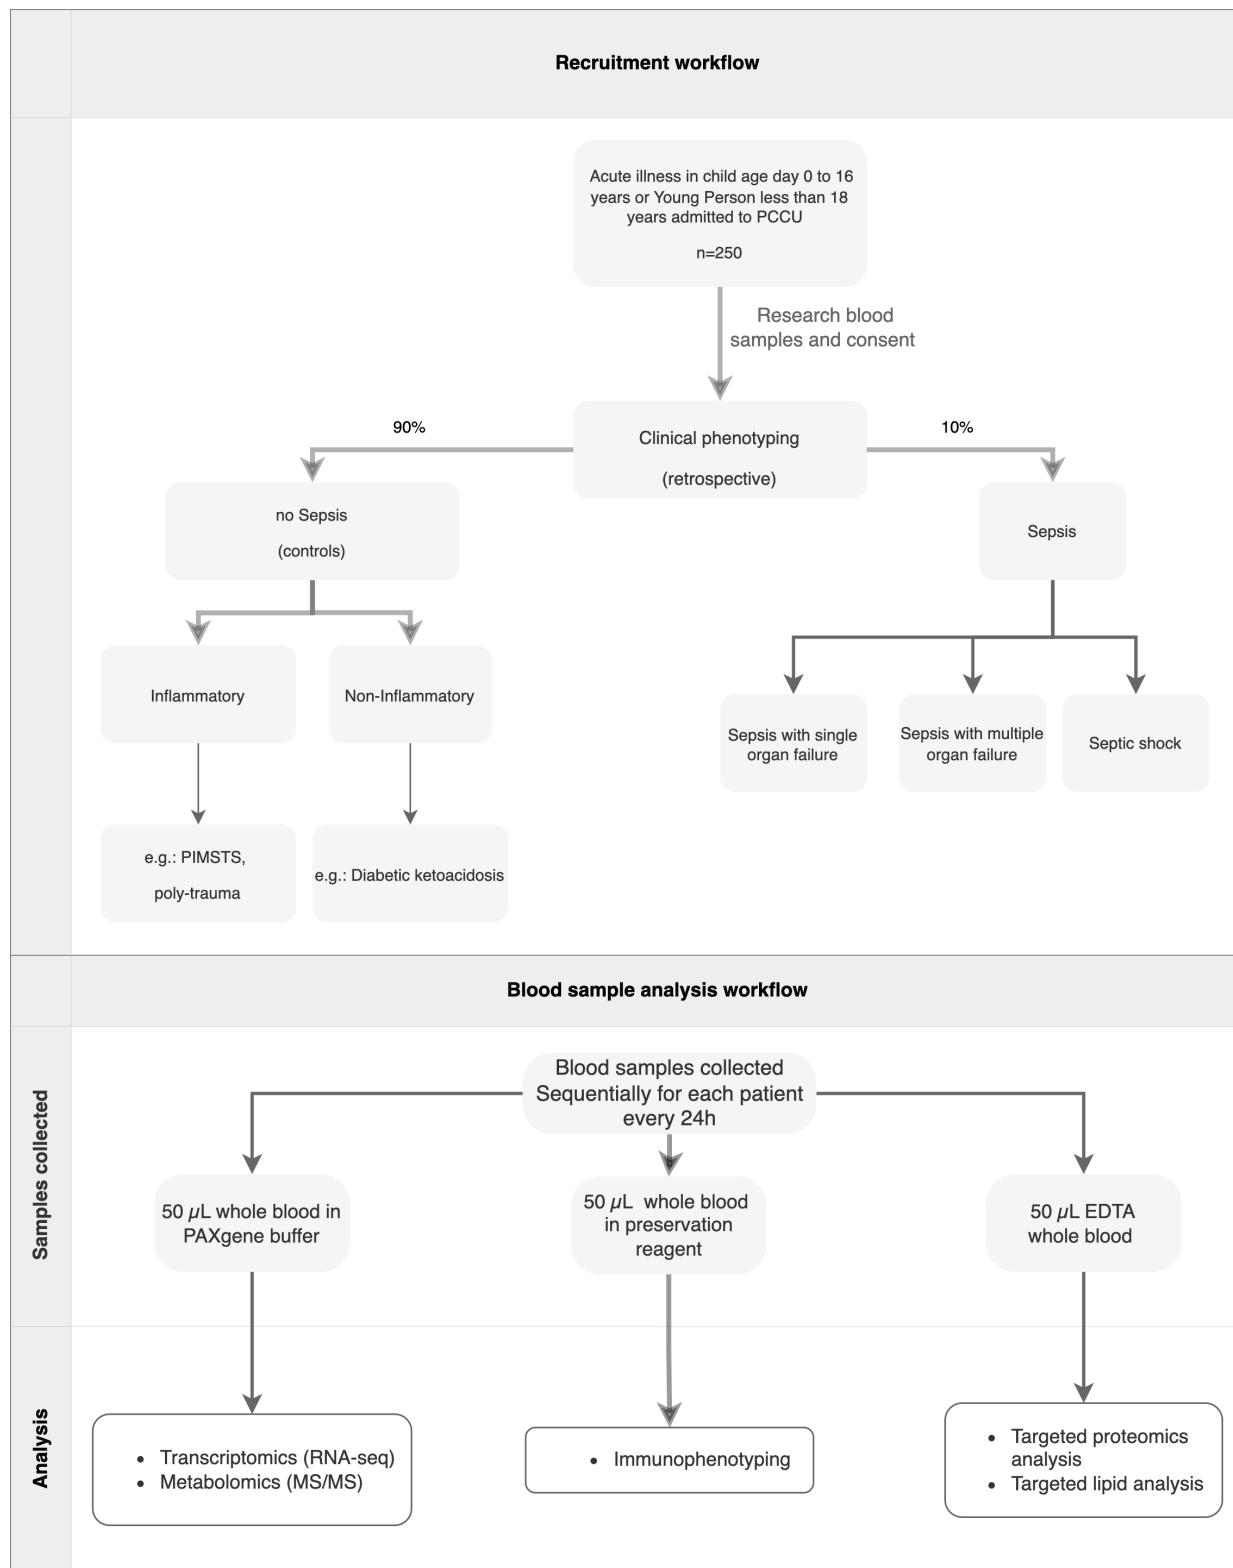 Recruitment workflow
Acute illness in child age day 0 to 16
years or Young Person less than 18
years admitted to PCCU
n=250
Research blood
samples and consent
90%
Clinical phenotyping
(retrospective)
10%
no Sepsis
(controls)
Sepsis
Inflammatory
Non-Inflammatory
Sepsis with single
organ failure
Sepsis with multiple
organ failure
Septic shock
e.g.: PIMSTS,
poly-trauma
e.g.: Diabetic ketoacidosis
Blood sample analysis workflow
Samples collected
Blood samples collected
Sequentially for each patient
every 24h
50 µL whole blood in
PAXgene buffer
50 µL  whole blood
in preservation
reagent
50 µL EDTA
whole blood
Analysis
• Transcriptomics (RNA-seq)
• Metabolomics (MS/MS)
• Immunophenotyping
• Targeted proteomics
analysis
• Targeted lipid analysis